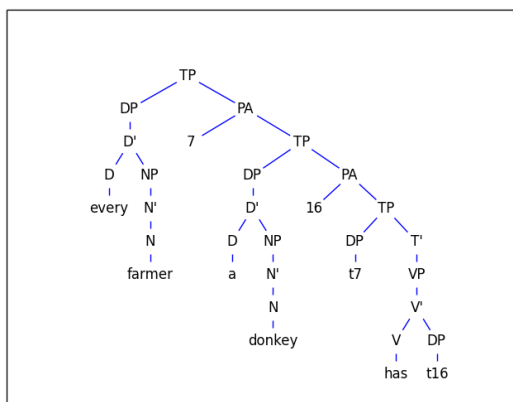 TP
DP PA
D' 7 TP
D NP DP PA
every N' D' 16 TP
N D NP DP T'
farmer a N' t7 VP
N V'
donkey V DP
has t16